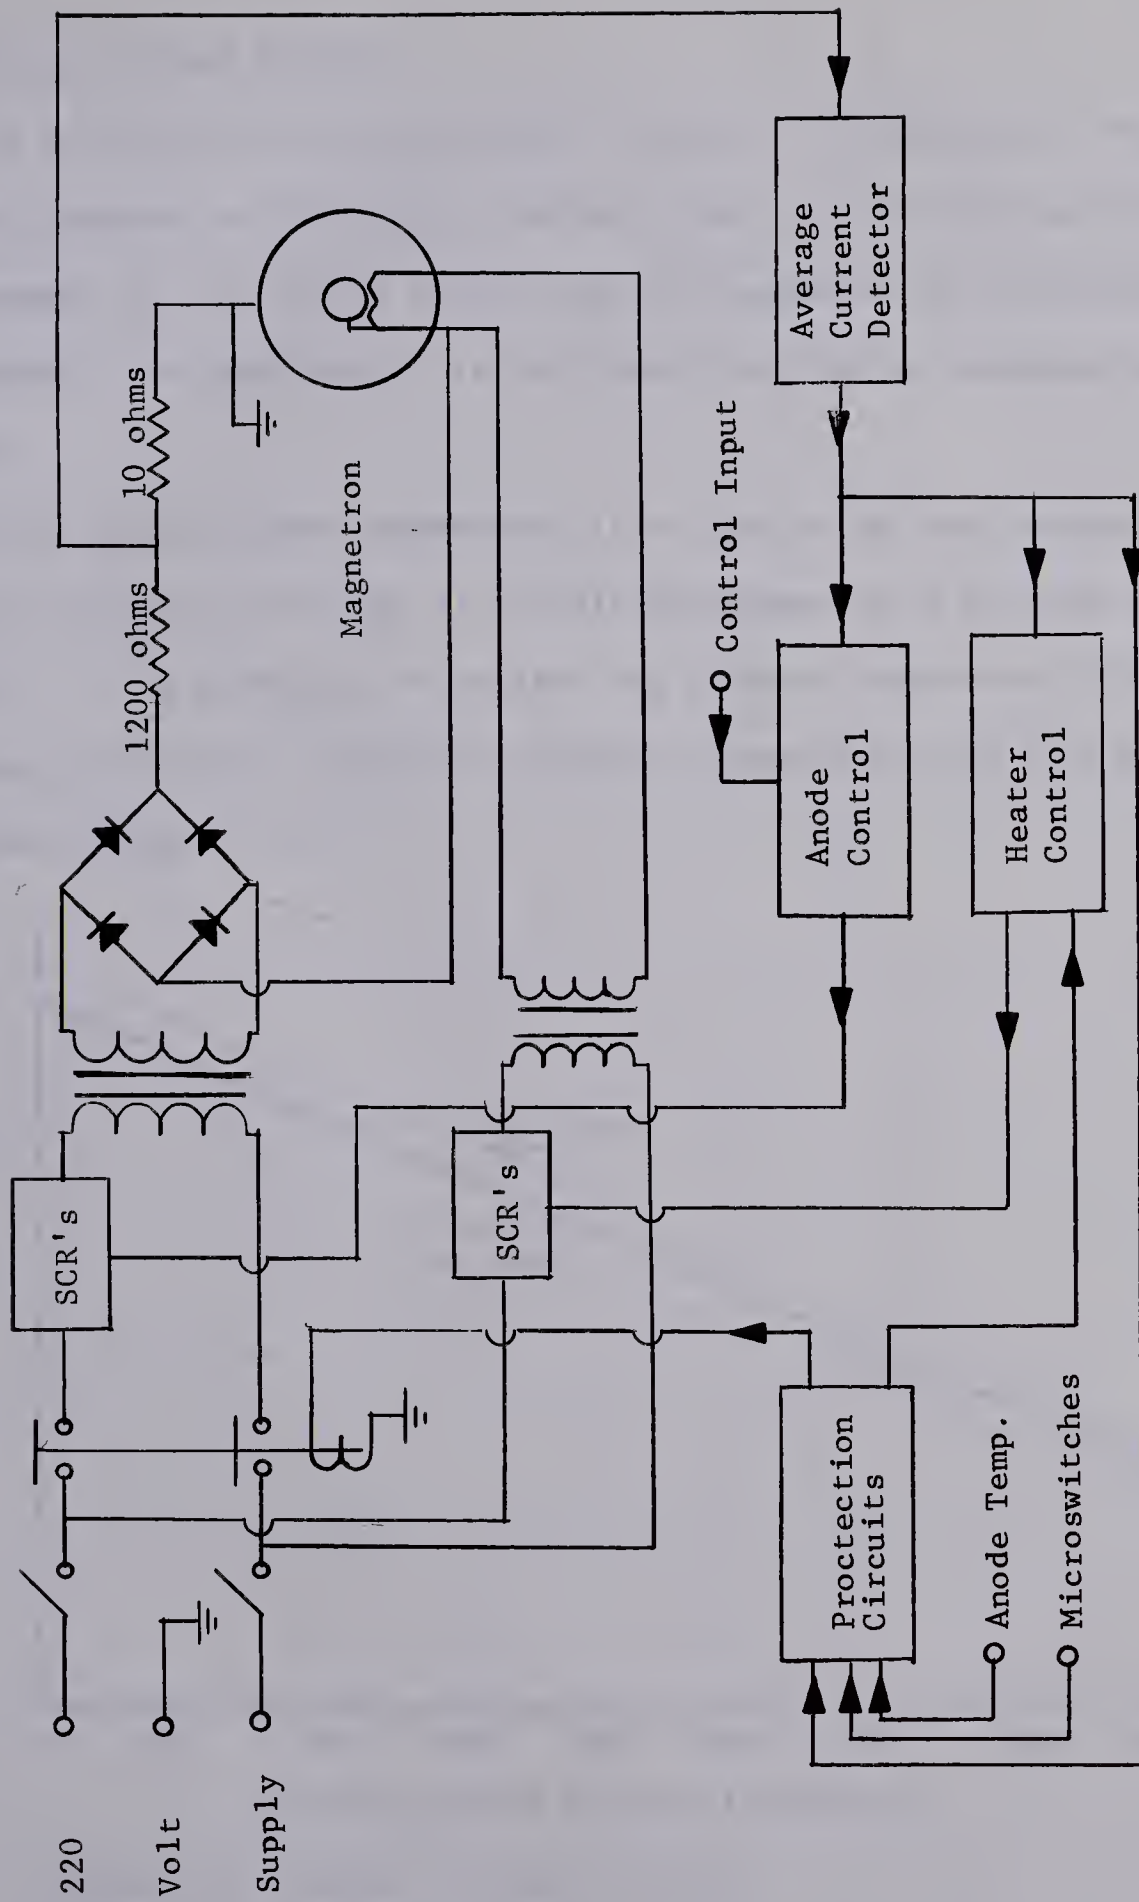 220
Volt
Supply
SCR's
1200 ohms
10 ohms
Magnetron
SCR's
Control Input
Average
Current
Detector
Anode
Control
Heater
Control
Proctection
Circuits
Anode Temp.
Microswitches